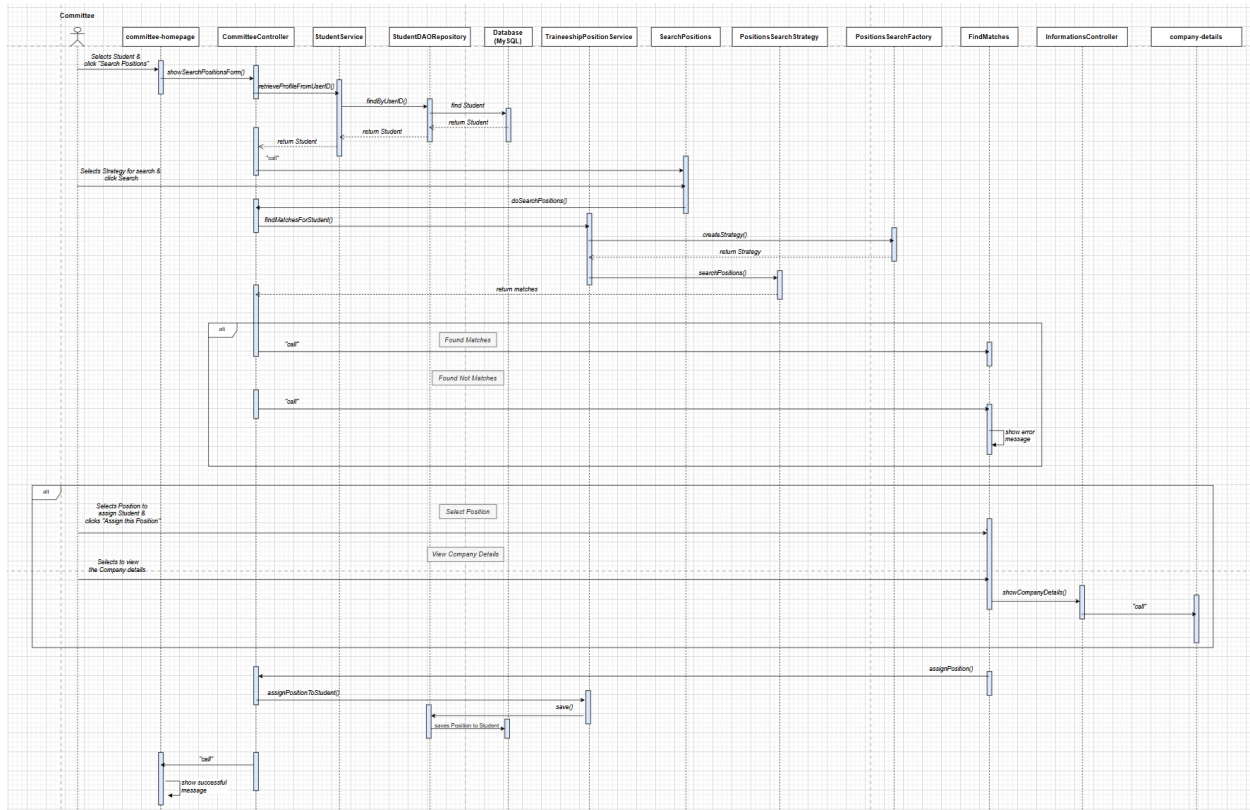 Committee
committee-homepage
CommitteeController
StudentService
StudentDAORepository
Database
(MySQL)
TraineeshipPositionService
SearchPositions
PositionsSearchStrategy
PositionsSearchFactory
FindMatches
InformationsController
company-details
Selects Student &
click "Search Positions"
showSearchPositionsForm()
retrieveProfileFromUserID()
findByUserID()
find Student
return Student
return Student
return Student
"call"
Selects Strategy for search &
click Search
doSearchPositions()
findMatchesForStudent()
createStrategy()
return Strategy
searchPositions()
return matches
alt
Found Matches
"call"
Found Not Matches
"call"
show error
message
alt
Selects Position to
assign Student &
clicks "Assign this Position"
Select Position
View Company Details
Selects to view
the Company details
showCompanyDetails()
"call"
assignPosition()
assignPositionToStudent()
save()
saves Position to Student
"call"
show successful
message